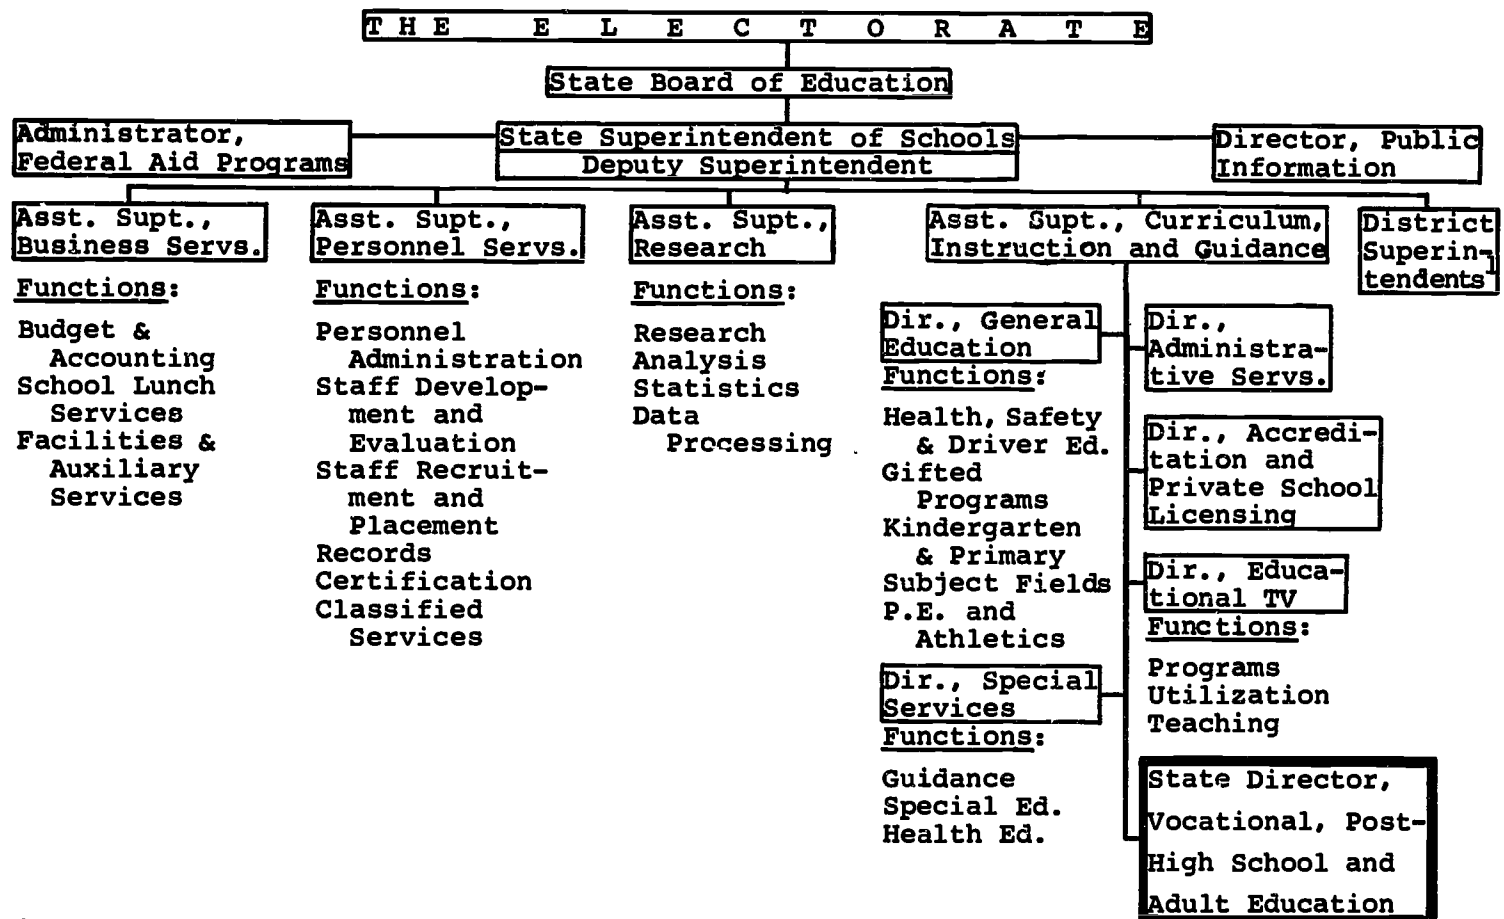 THE ELECTORATE
State Board of Education
Administrator,
Federal Aid Programs
State Superintendent of Schools
Deputy Superintendent
Director, Public
Information
Asst. Supt.,
Business Servs.
Functions:
Budget &
Accounting
School Lunch
Services
Facilities &
Auxiliary
Services
Asst. Supt.,
Personnel Servs.
Functions:
Personnel
Administration
Staff Develop-
ment and
Evaluation
Staff Recruit-
ment and
Placement
Records
Certification
Classified
Services
Asst. Supt.,
Research
Functions:
Research
Analysis
Statistics
Data
Processing
Asst. Supt., Curriculum,
Instruction and Guidance
Dir., General
Education
Functions:
Health, Safety
& Driver Ed.
Gifted
Programs
Kindergarten
& Primary
Subject Fields
P.E. and
Athletics
Dir., Special
Services
Functions:
Guidance
Special Ed.
Health Ed.
Dir.,
Administra-
tive Servs.
Dir., Accredi-
tation and
Private School
Licensing
Dir., Educa-
tional TV
Functions:
Programs
Utilization
Teaching
State Director,
Vocational, Post-
High School and
Adult Education
District
Superin-
tendents1